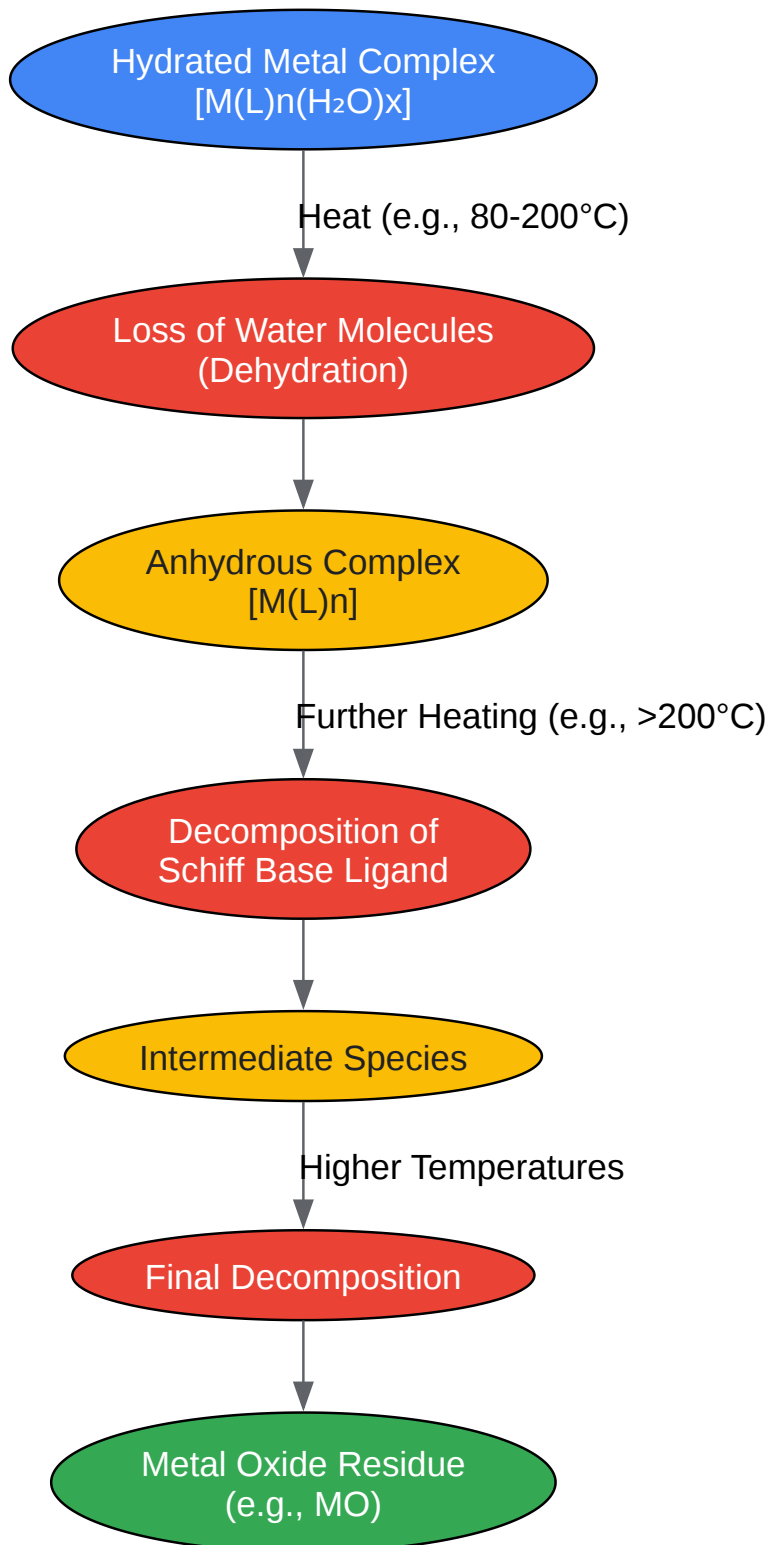 Hydrated Metal Complex
[M(L)n(H₂O)x]
Heat (e.g., 80-200°C)
Loss of Water Molecules
(Dehydration)
Anhydrous Complex
[M(L)n]
Further Heating (e.g., >200°C)
Decomposition of
Schiff Base Ligand
Intermediate Species
Higher Temperatures
Final Decomposition
Metal Oxide Residue
(e.g., MO)